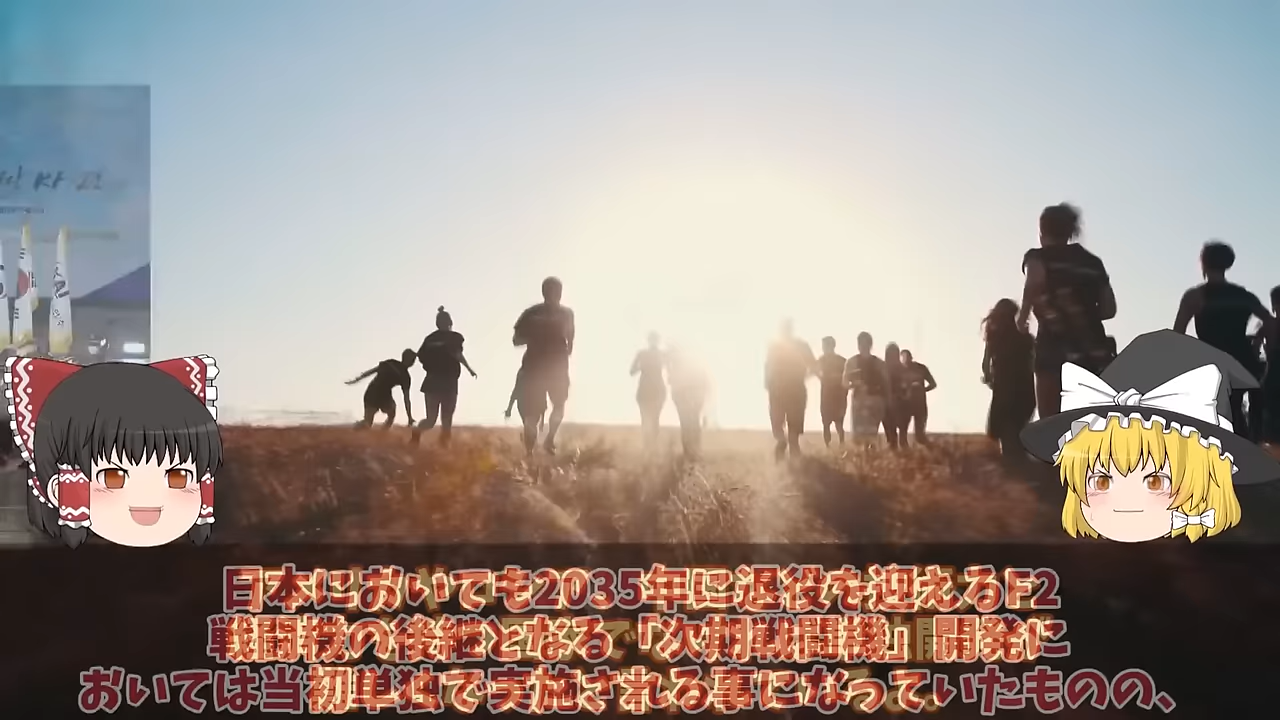 日本においても2035年に退役を迎えるF2
戦闘機の後継となる「次期戦闘機」開発に
おいては当初単独で実施される事になっていたものの、